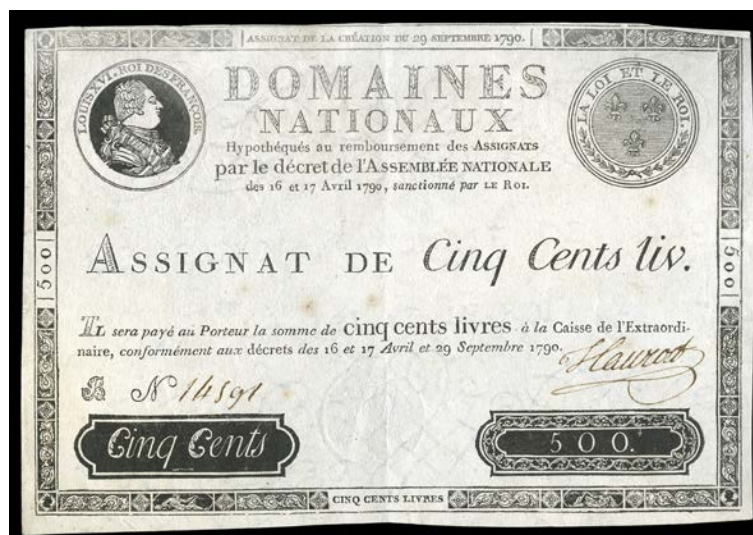 ASSIGNAT DE LA CRÉATION DU 29 SEPTEMBRE 1790.
LOUIS XVI. ROI DES FRANÇOIS.
DOMAINES
NATIONAUX
LA LOI ET LE ROI.
Hypothéqués au remboursement des ASSIGNATS
par le décret de l'ASSEMBLÉE NATIONALE
des 16 et 17 Avril 1790, sanctionné par LE ROI.
500
500
ASSIGNAT DE Cinq Cents liv.
IL sera payé au Porteur la somme de cinq cents livres à la Caisse de l'Extraordi-
naire, conformément aux décrets des 16 et 17 Avril et 29 Septembre 1790.
B N 14591
Cinq Cents
500.
CINQ CENTS LIVRES